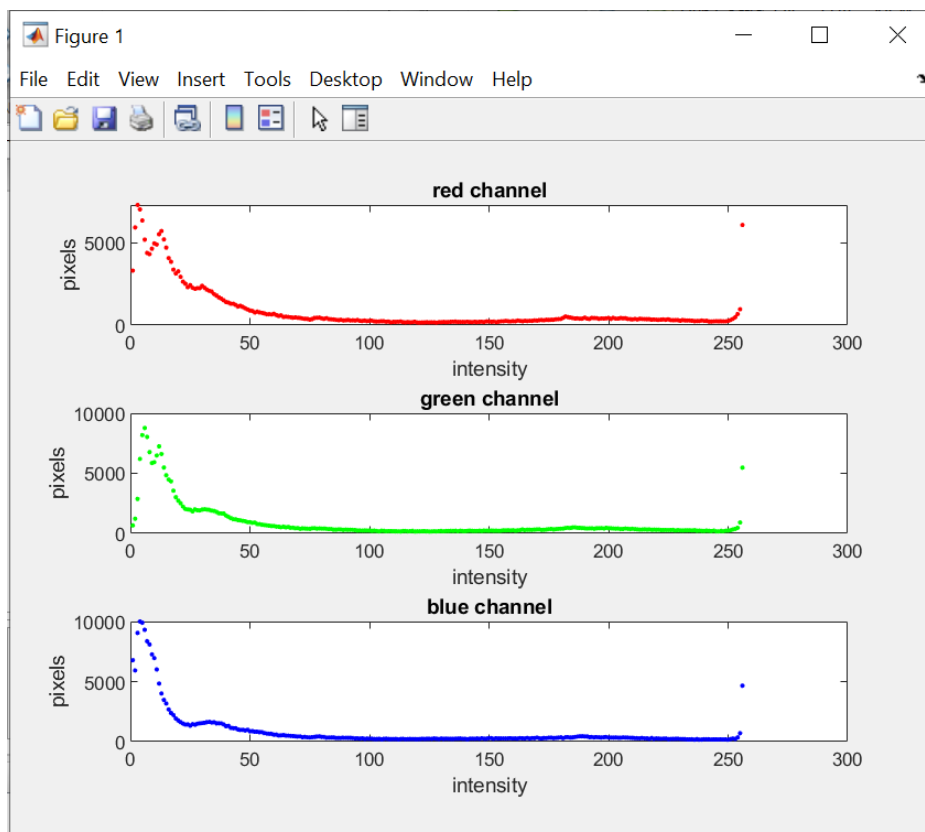 Figure 1
File Edit View Insert Tools Desktop Window Help
red channel
pixels
5000
0
0 50 100 150 200 250 300
intensity
green channel
pixels
10000
5000
0
0 50 100 150 200 250 300
intensity
blue channel
pixels
10000
5000
0
0 50 100 150 200 250 300
intensity